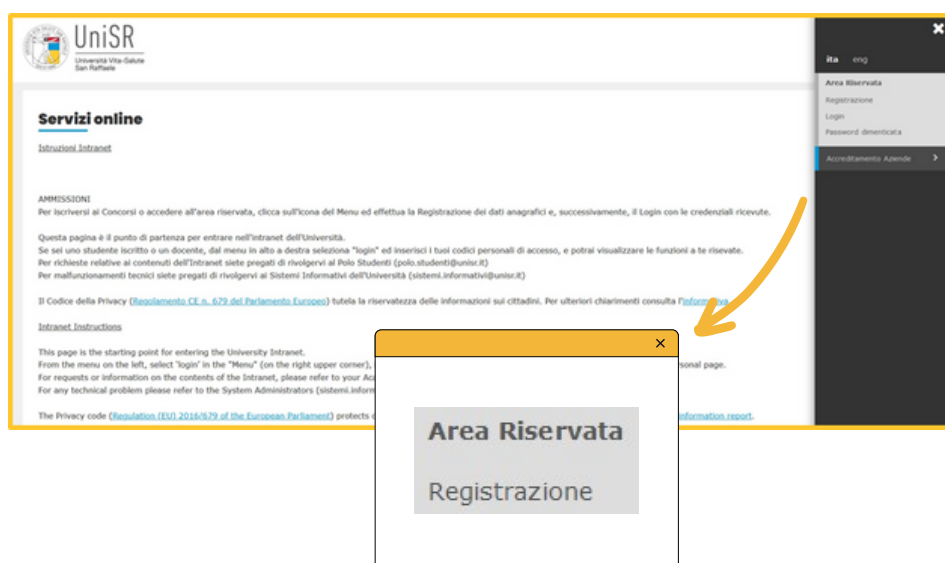 UniSR
Università Vita-Salute
San Raffaele
ita eng
Area Riservata
Registrazione
Login
Password dimenticata
Accreditamento Aziende
Servizi online
Istruzioni Intranet
AMMISSIONI
Per iscriversi ai Concorsi o accedere all'area riservata, clicca sull'icona del Menu ed effettua la Registrazione dei dati anagrafici e, successivamente, il Login con le credenziali ricevute.
Questa pagina è il punto di partenza per entrare nell'intranet dell'Università.
Se sei uno studente iscritto o un docente, dal menu in alto a destra seleziona "login" ed inserisci i tuoi codici personali di accesso, e potrai visualizzare le funzioni a te risevate.
Per richieste relative ai contenuti dell'Intranet siete pregati di rivolgervi al Polo Studenti (polo.studenti@unisr.it)
Per malfunzionamenti tecnici siete pregati di rivolgervi ai Sistemi Informativi dell'Università (sistemi.informativi@unisr.it)
Il Codice della Privacy (Regolamento CE n. 679 del Parlamento Europeo) tutela la riservatezza delle informazioni sui cittadini. Per ulteriori chiarimenti consulta l'informativa
Intranet Instructions
This page is the starting point for entering the University Intranet.
From the menu on the left, select 'login' in the "Menu" (on the right upper corner), sonal page.
For requests or information on the contents of the Intranet, please refer to your
For any technical problem please refer to the System Administrators (sistemi.inform
The Privacy code (Regulation (EU) 2016/679 of the European Parliament) protects information report.
Area Riservata
Registrazione